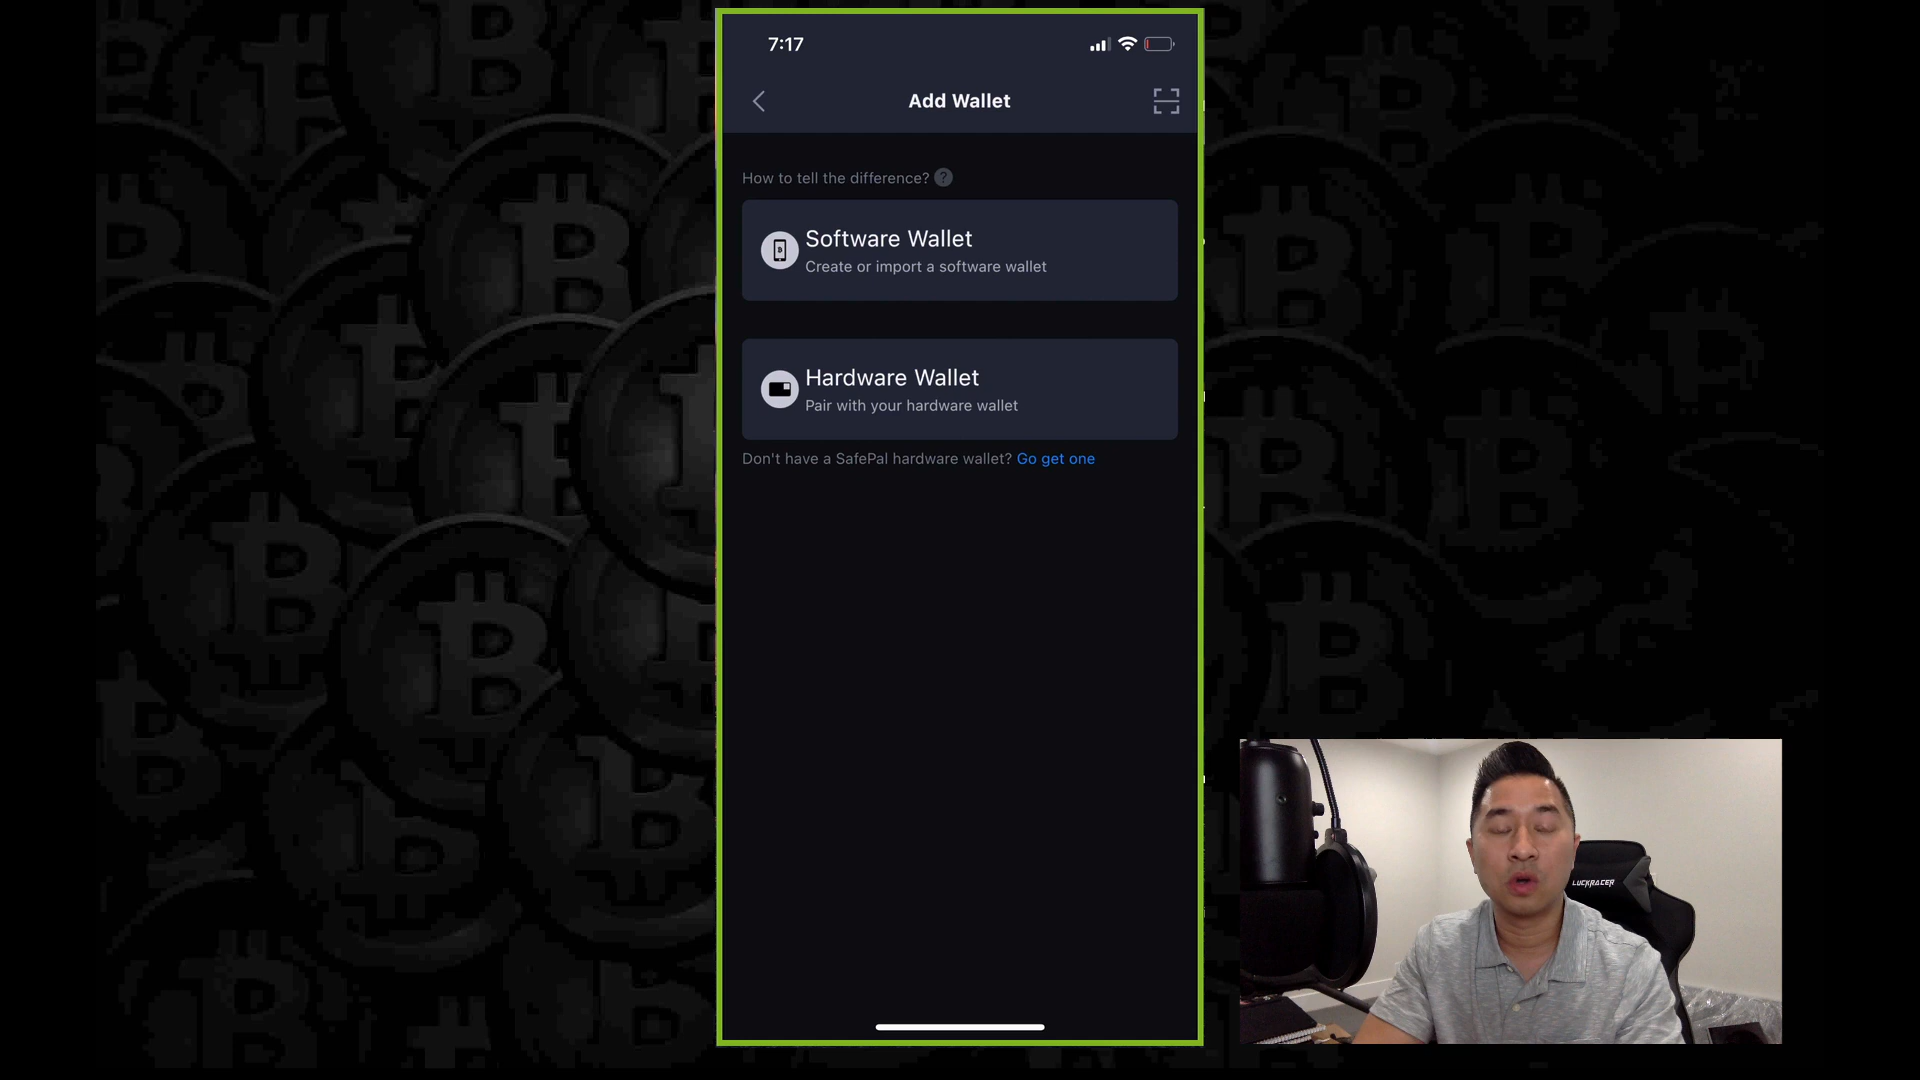 7:17
Add Wallet
How to tell the difference? ?
Software Wallet
Create or import a software wallet
Hardware Wallet
Pair with your hardware wallet
Don't have a SafePal hardware wallet? Go get one
LUCKRACER